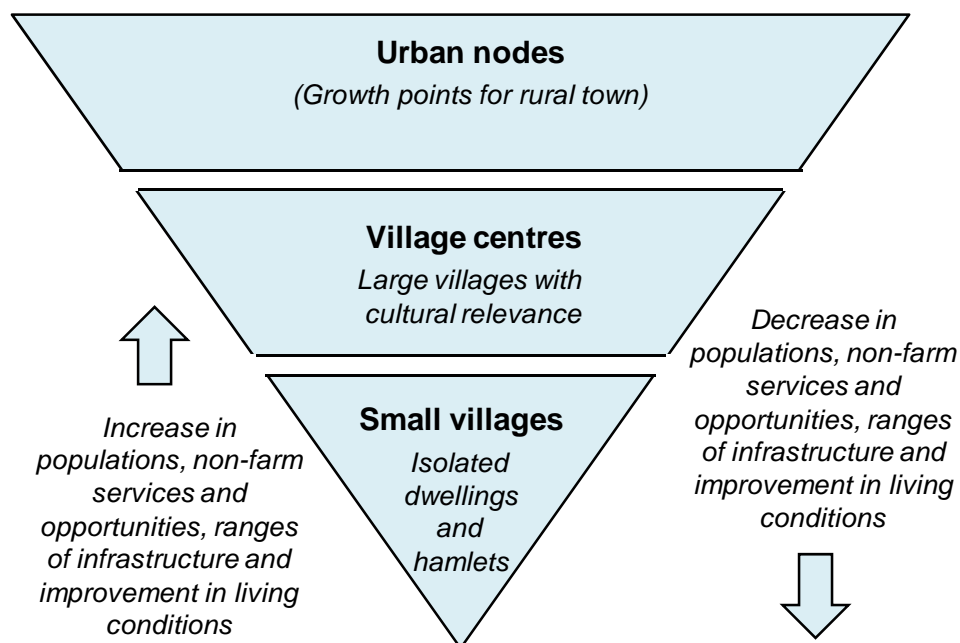 Urban nodes
(Growth points for rural town)
Village centres
Large villages with
cultural relevance
Small villages
Isolated
dwellings
and
hamlets
Increase in
populations, non-farm
services and
opportunities, ranges
of infrastructure and
improvement in living
conditions
Decrease in
populations, non-farm
services and
opportunities, ranges
of infrastructure and
improvement in living
conditions